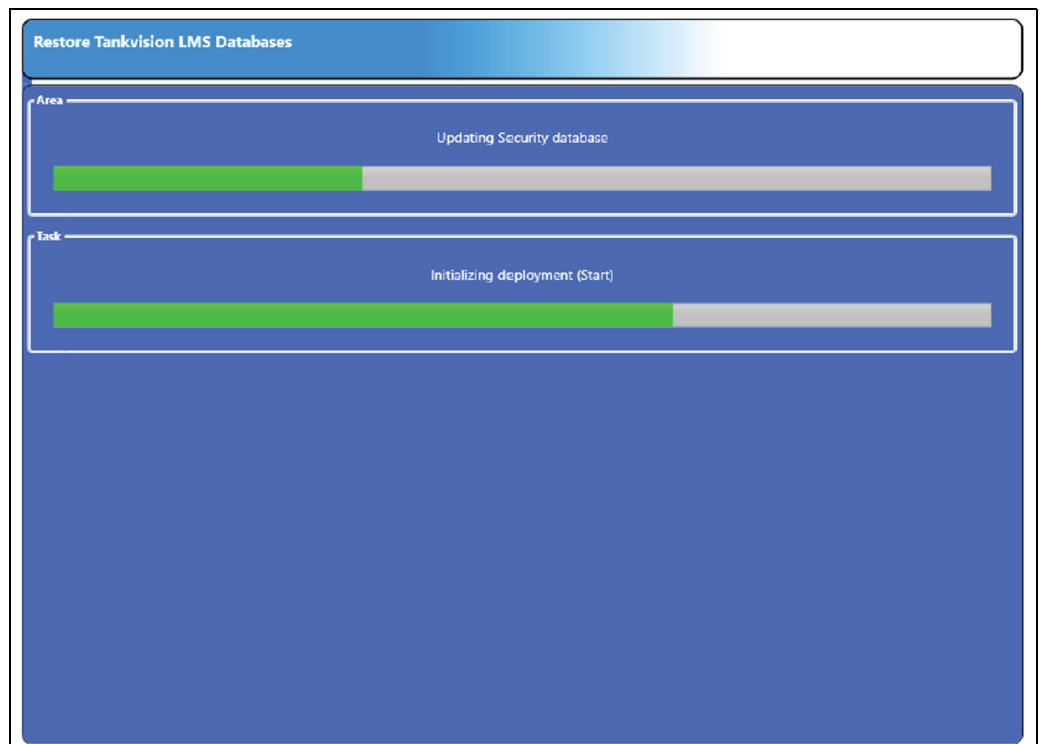 Restore Tankvision LMS Databases
Area
Updating Security database
Task
Initializing deployment (Start)